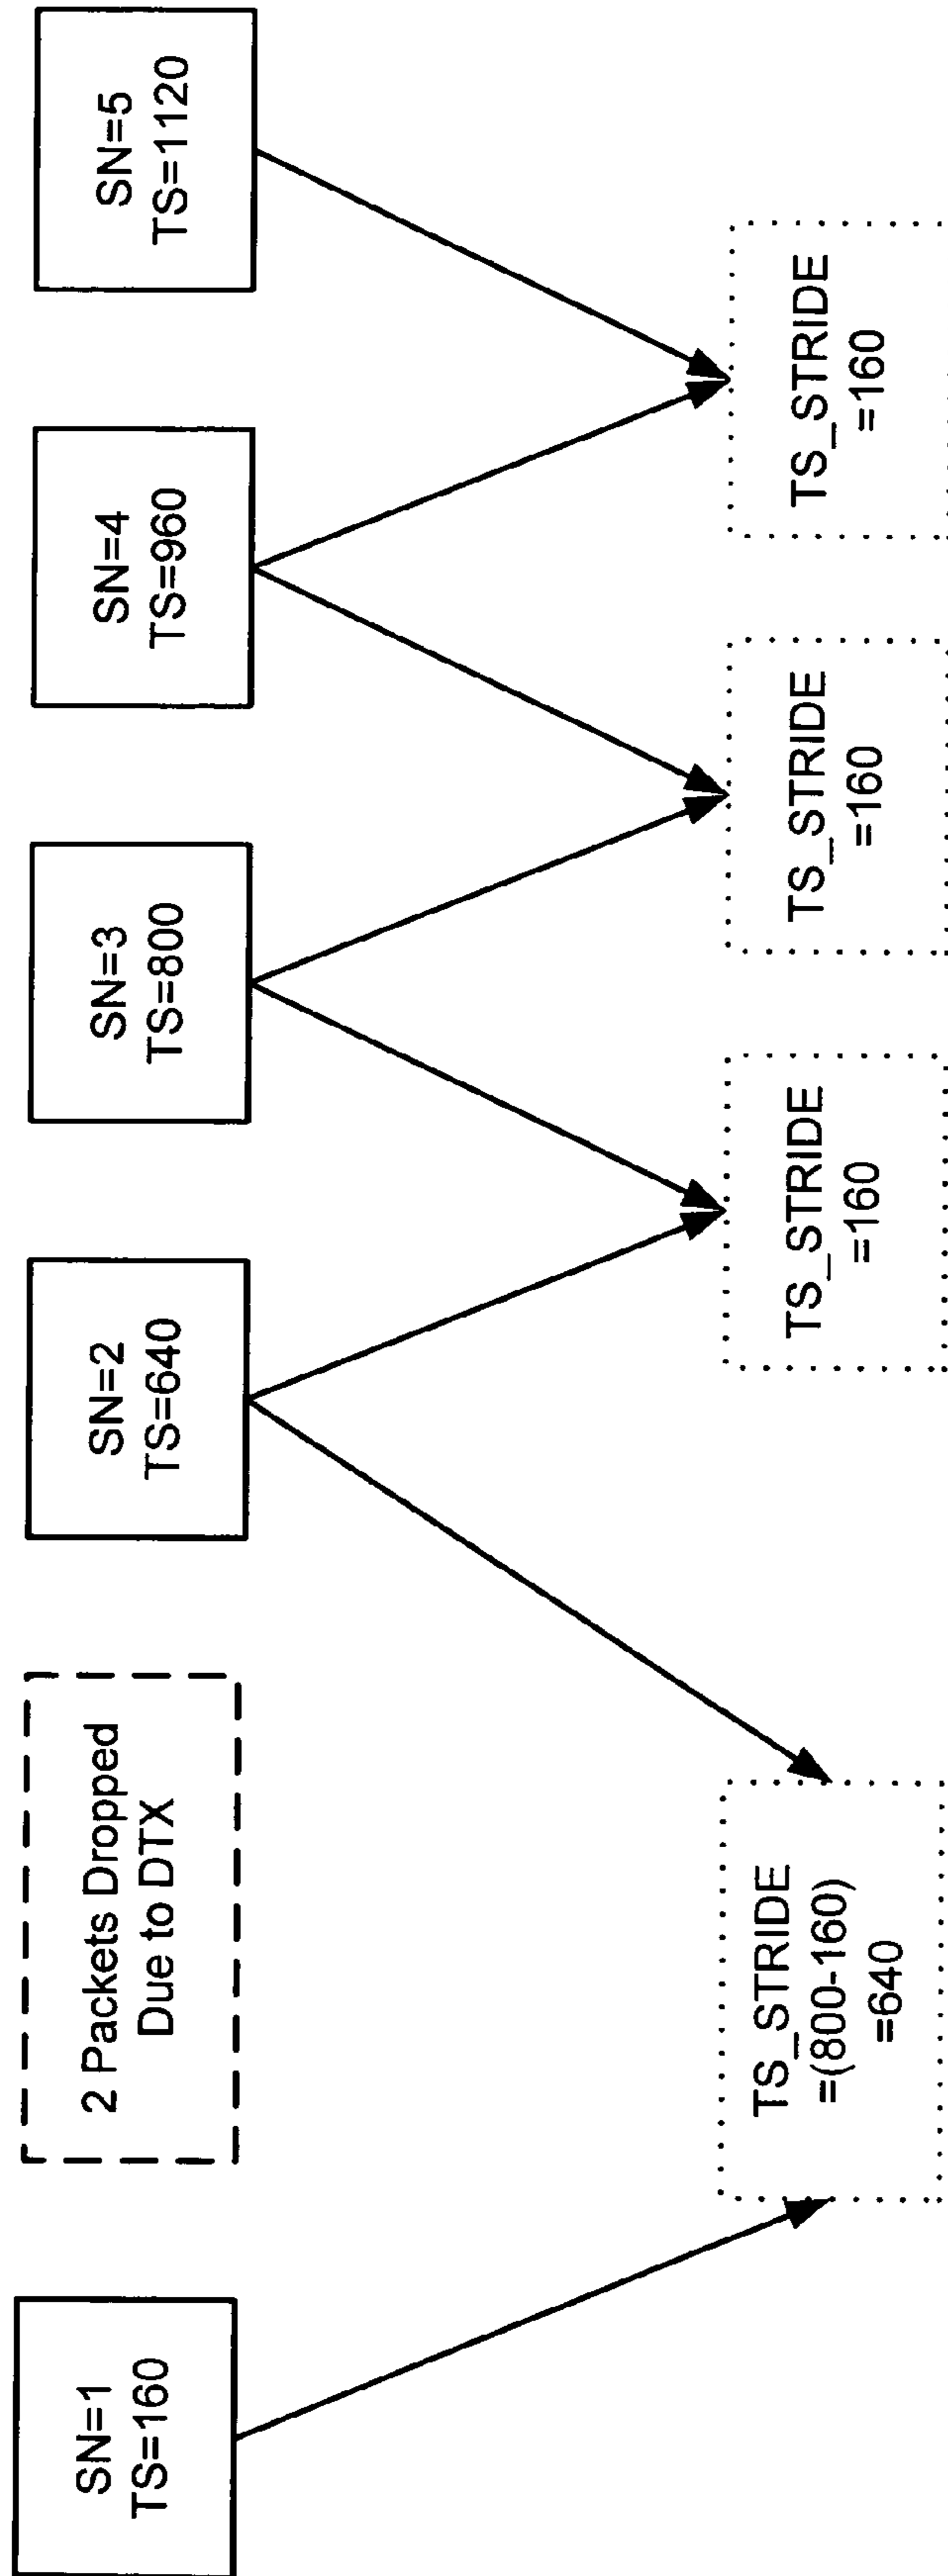 SN=1
TS=160
2 Packets Dropped
Due to DTX
SN=2
TS=640
SN=3
TS=800
SN=4
TS=960
SN=5
TS=1120
TS_STRIDE
=(800-160)
=640
TS_STRIDE
=160
TS_STRIDE
=160
TS_STRIDE
=160